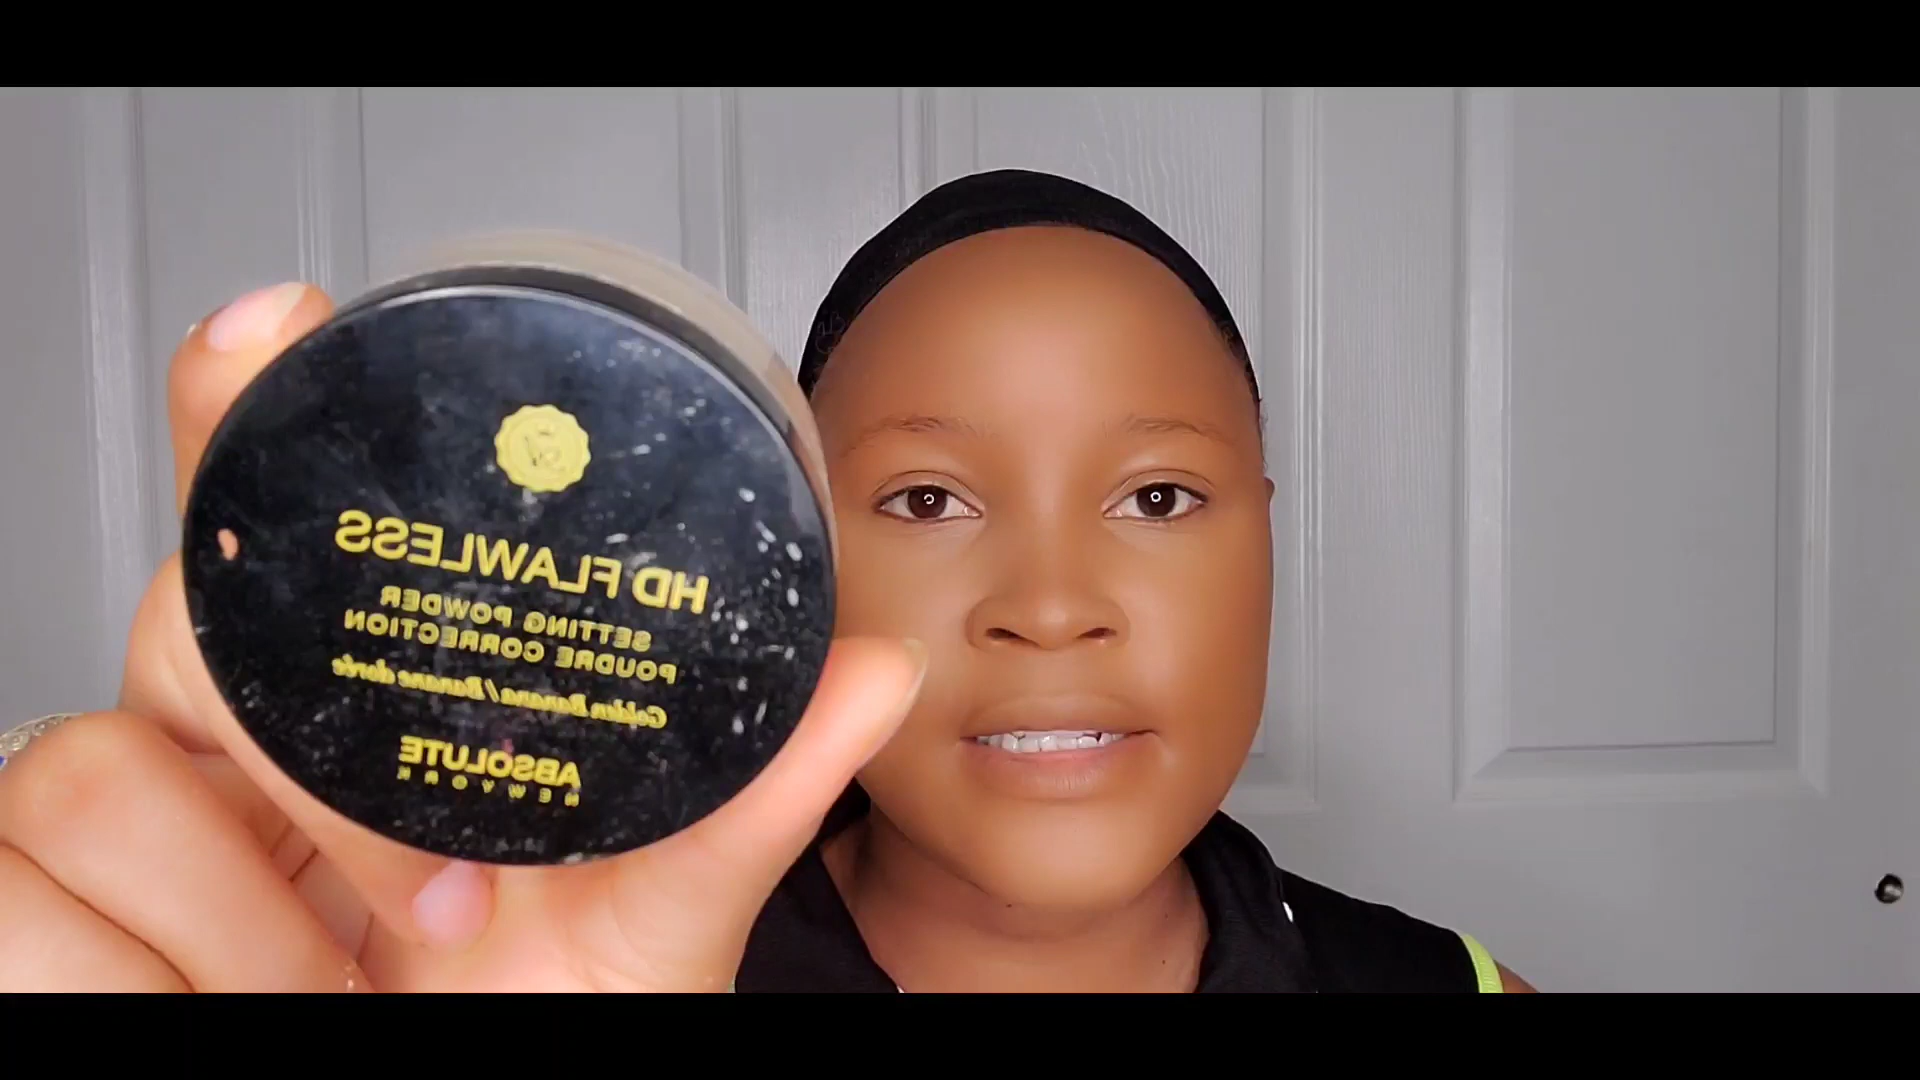 HD FLAWLESS
SETTING POWDER
POUDRE CORRECTION
Golden Banana / Banane dorée
ABSOLUTE
NEW YORK